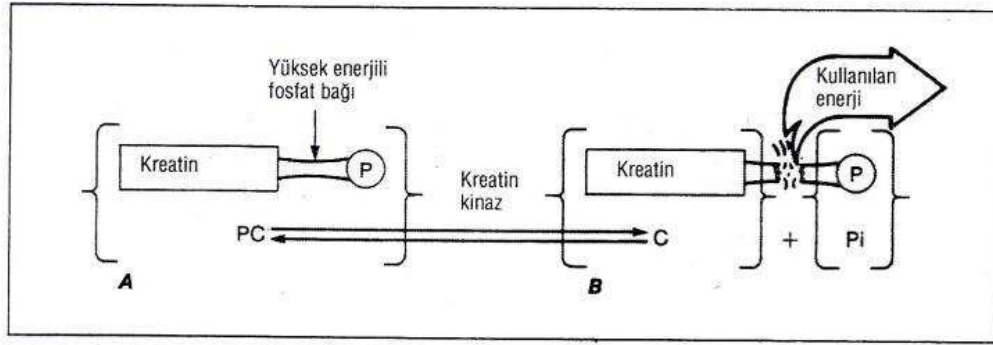 Yüksek enerjili
fosfat bağı
Kullanılan
enerji
Kreatin
P
Kreatin
kinaz
Kreatin
P
PC
C
+
Pi
A
B